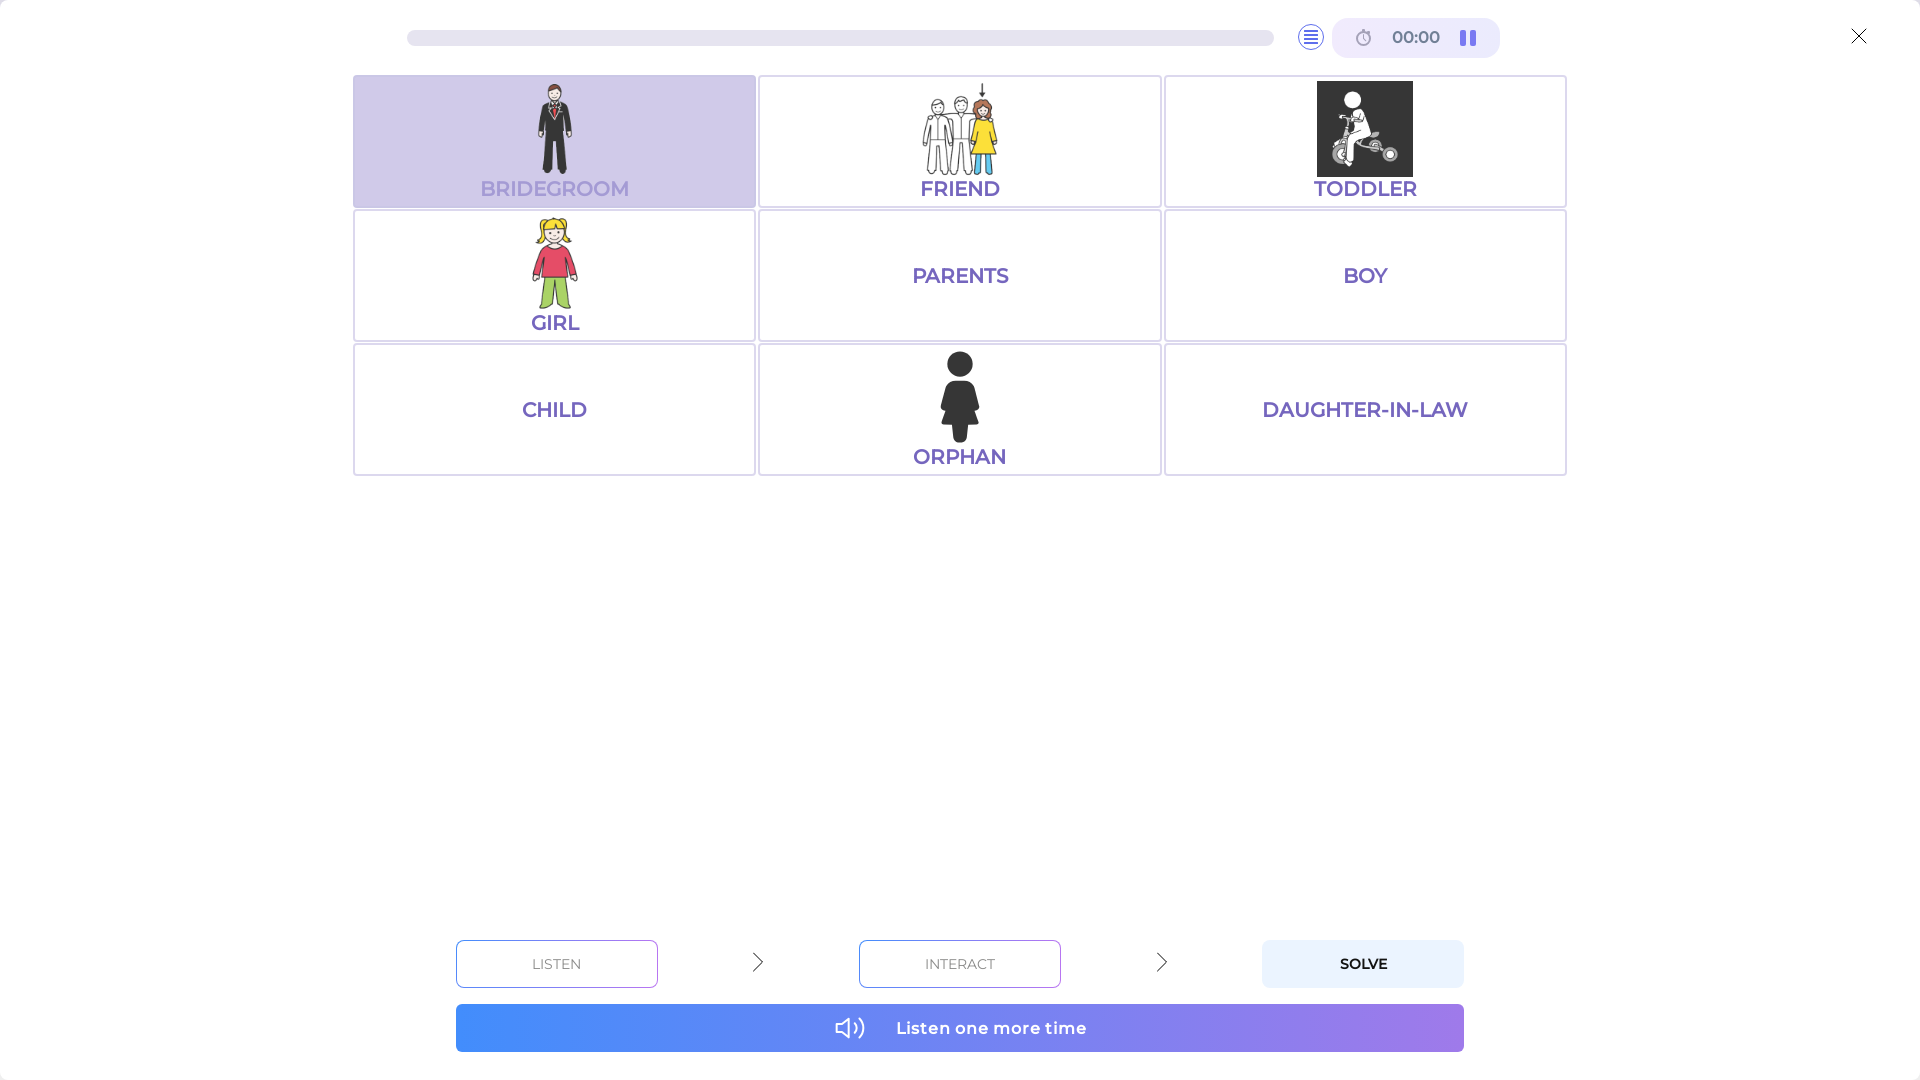 00:00
BRIDEGROOM
FRIEND
TODDLER
GIRL
PARENTS
BOY
CHILD
ORPHAN
DAUGHTER-IN-LAW
LISTEN
INTERACT
SOLVE
Listen one more time